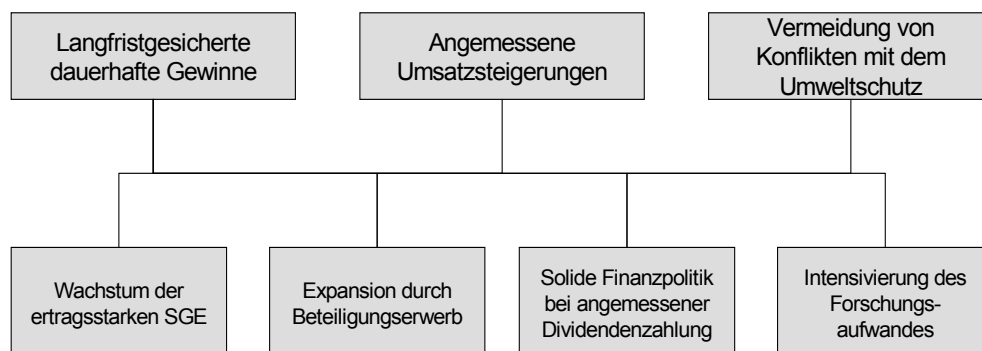 Langfristgesicherte
dauerhafte Gewinne
Angemessene
Umsatzsteigerungen
Vermeidung von
Konflikten mit dem
Umweltschutz
Wachstum der
ertragsstarken SGE
Expansion durch
Beteiligungserwerb
Solide Finanzpolitik
bei angemessener
Dividendenzahlung
Intensivierung des
Forschungs-
aufwandes